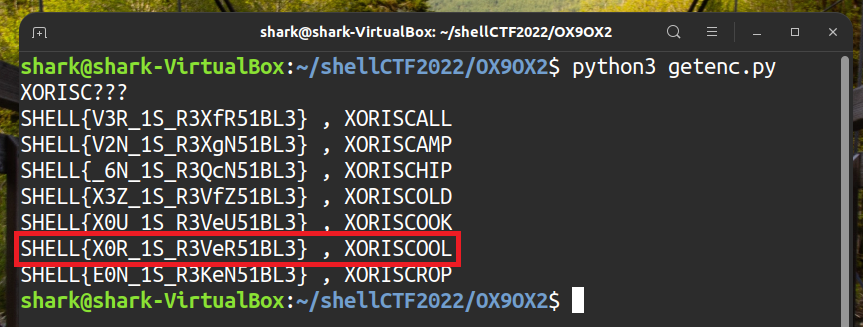 shark@shark-VirtualBox: ~/shellCTF2022/OX9OX2
shark@shark-VirtualBox:~/shellCTF2022/OX9OX2$ python3 getenc.py
XORISC???
SHELL{V3R_1S_R3XfR51BL3} , XORISCALL
SHELL{V2N_1S_R3XgN51BL3} , XORISCAMP
SHELL{_6N_1S_R3QcN51BL3} , XORISCHIP
SHELL{X3Z_1S_R3VfZ51BL3} , XORISCOLD
SHELL{X0U_1S_R3VeU51BL3} , XORISCOOK
SHELL{X0R_1S_R3VeR51BL3} , XORISCOOL
SHELL{E0N_1S_R3KeN51BL3} , XORISCROP
shark@shark-VirtualBox:~/shellCTF2022/OX9OX2$